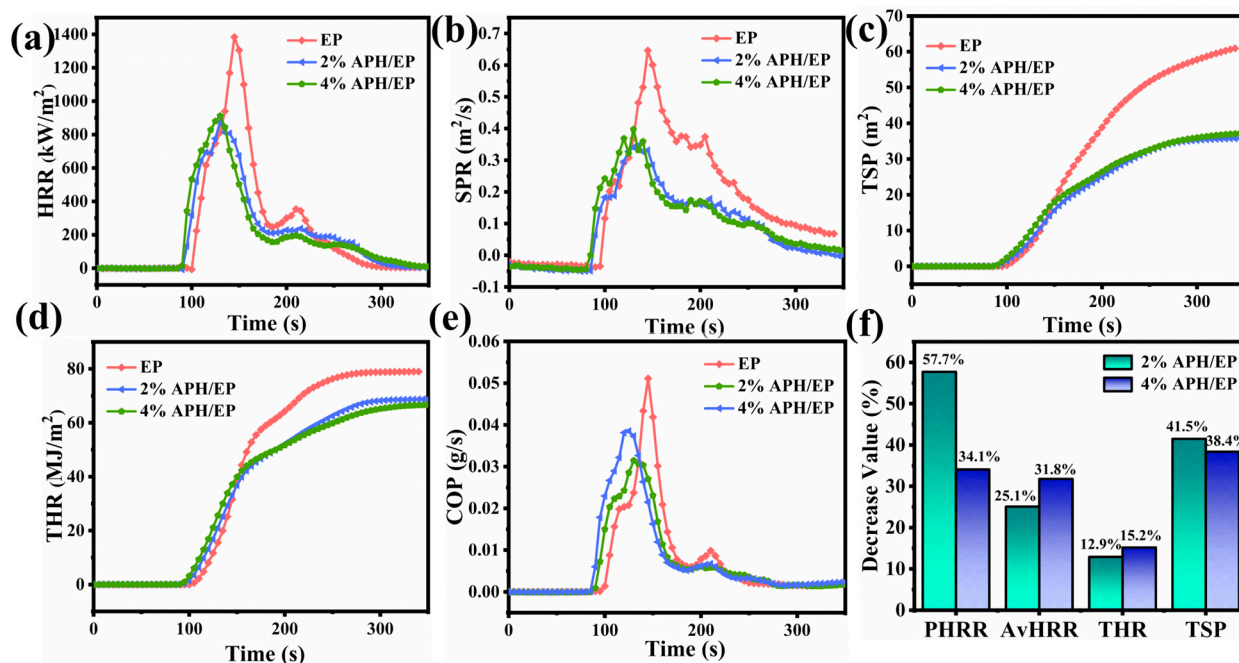 (a)
HRR (kW/m²)
1400
1200
1000
800
600
400
200
0
EP
2% APH/EP
4% APH/EP
0 100 200 300
Time (s)
(b)
SPR (m²/s)
0.7
0.6
0.5
0.4
0.3
0.2
0.1
0.0
-0.1
EP
2% APH/EP
4% APH/EP
0 100 200 300
Time (s)
(c)
TSP (m²)
70
60
50
40
30
20
10
0
EP
2% APH/EP
4% APH/EP
0 100 200 300
Time (s)
(d)
THR (MJ/m²)
80
60
40
20
0
EP
2% APH/EP
4% APH/EP
0 100 200 300
Time (s)
(e)
COP (g/s)
0.06
0.05
0.04
0.03
0.02
0.01
0.00
EP
2% APH/EP
4% APH/EP
0 100 200 300
Time (s)
(f)
Decrease Value (%)
60
50
40
30
20
10
0
2% APH/EP
4% APH/EP
57.7%
34.1%
25.1%
31.8%
12.9%
15.2%
41.5%
38.4%
PHRR AvHRR THR TSP